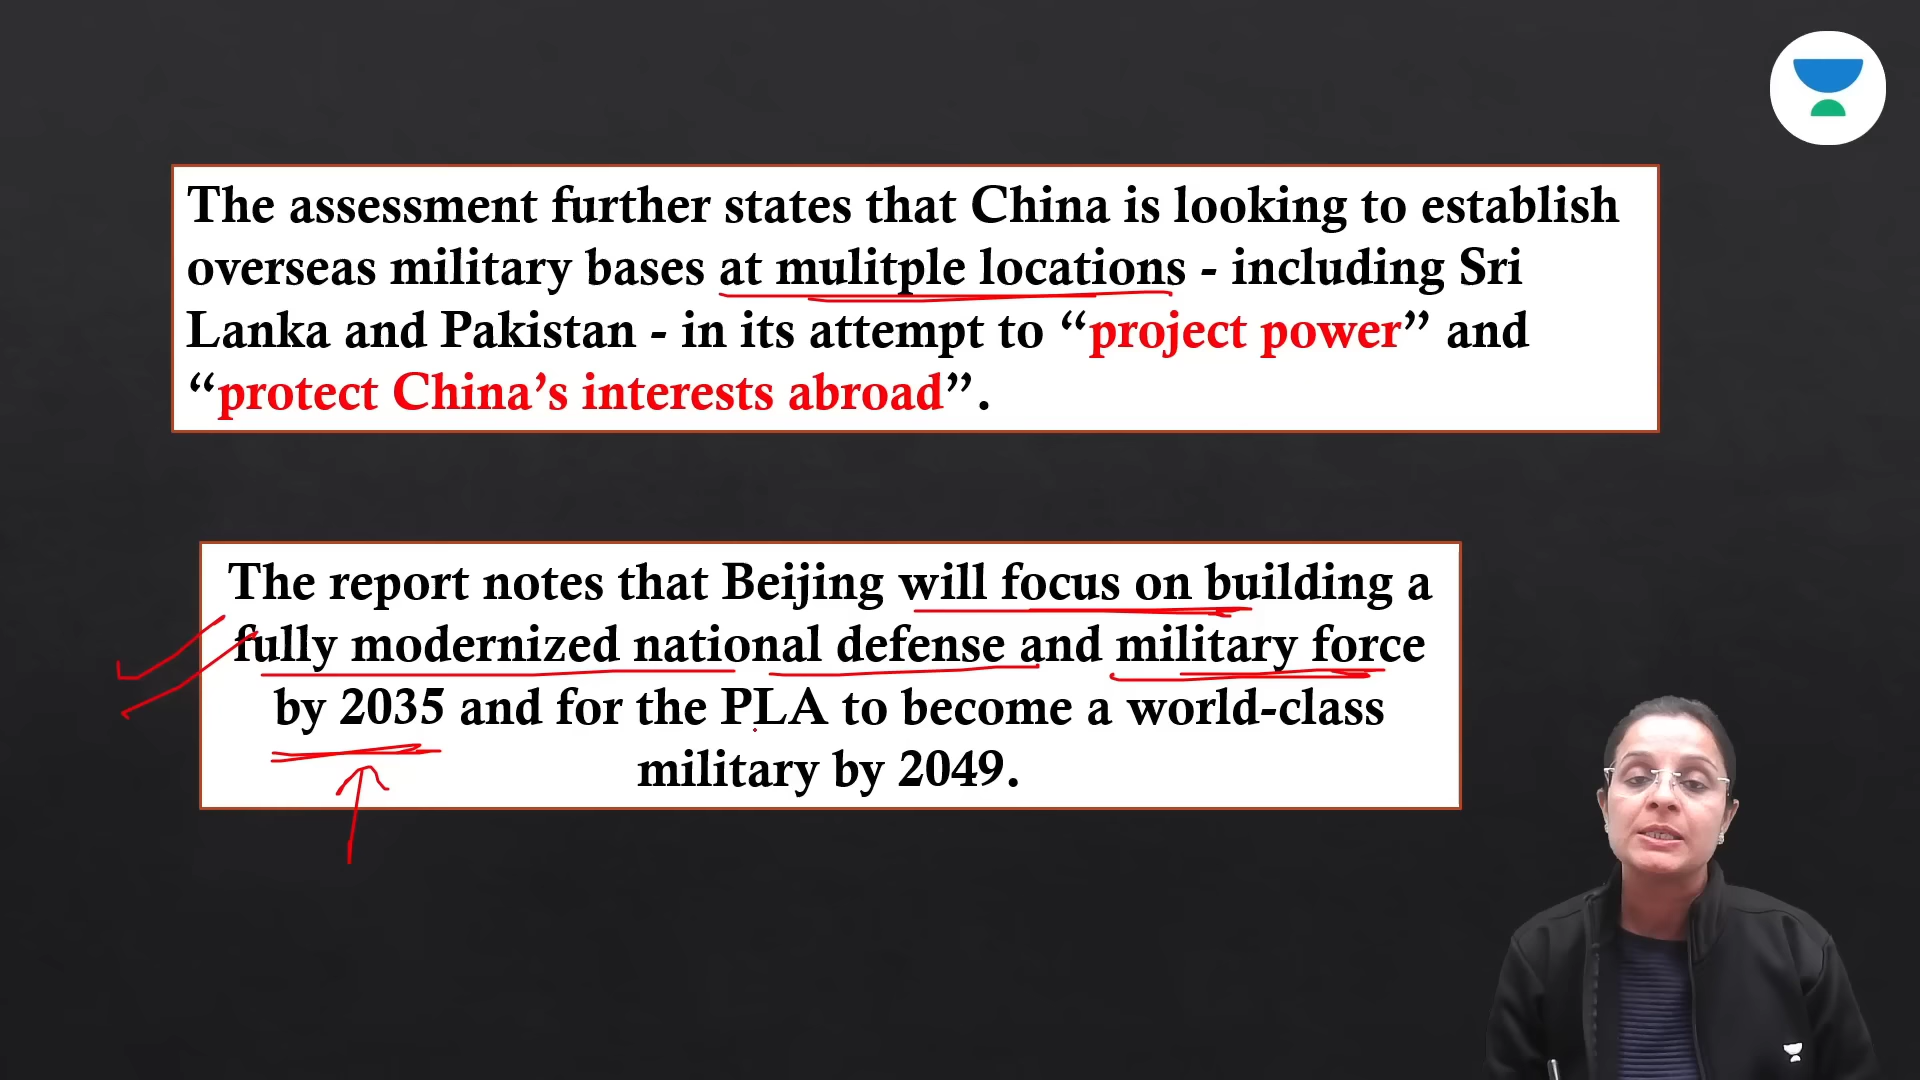 The assessment further states that China is looking to establish
overseas military bases at mulitple locations - including Sri
Lanka and Pakistan - in its attempt to “project power” and
“protect China’s interests abroad”.
The report notes that Beijing will focus on building a
fully modernized national defense and military force
by 2035 and for the PLA to become a world-class
military by 2049.